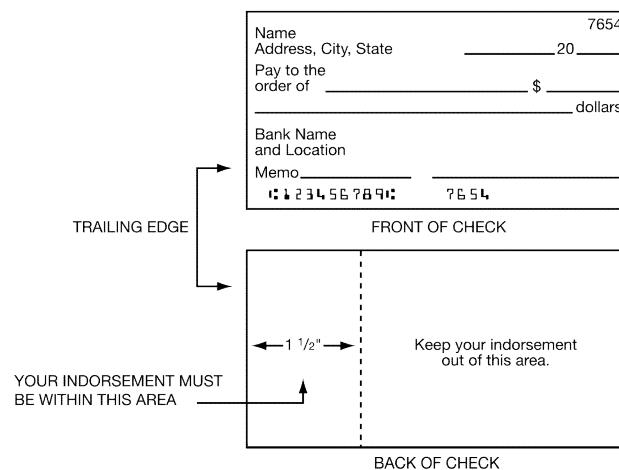 7654
Name
Address, City, State
20
Pay to the
order of
$
dollars
Bank Name
and Location
Memo
⑆123456789⑆ 7654
TRAILING EDGE
FRONT OF CHECK
1 1/2"
Keep your indorsement
out of this area.
YOUR INDORSEMENT MUST
BE WITHIN THIS AREA
BACK OF CHECK